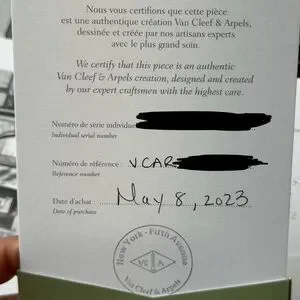 Nous vous certifions que cette pièce
est une authentique création Van Cleef & Arpels,
dessinée et créée par nos artisans experts
avec le plus grand soin.
We certify that this piece is an authentic
Van Cleef & Arpels creation, designed and created
by our expert craftsmen with the highest care.
Numéro de série individue
Individual serial number
Numéro de référence : VCAR
Reference number
Date d'achat : May 8, 2023
Date of purchase
New York - Fifth Avenue
VCA
Van Cleef & Arpels